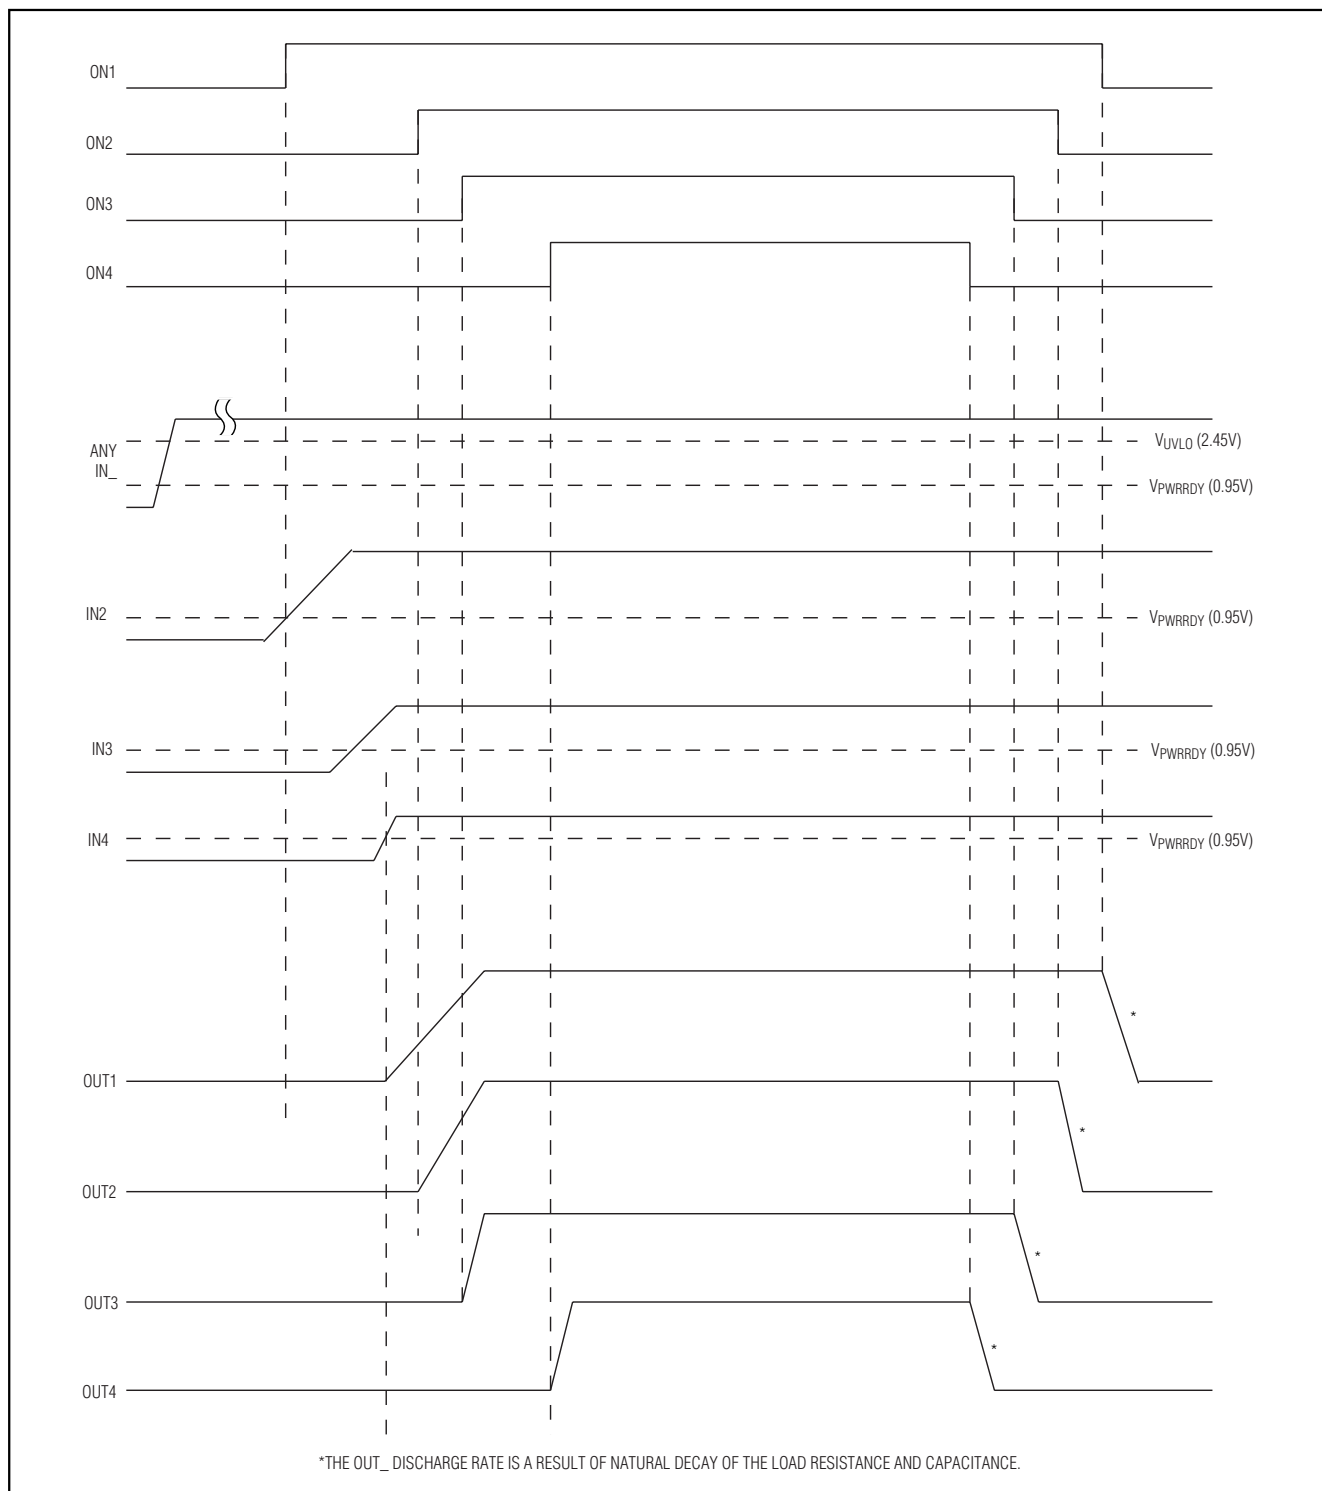 ON1
ON2
ON3
ON4
ANY
IN_
VUVLO (2.45V)
VPWRRDY (0.95V)
IN2
VPWRRDY (0.95V)
IN3
VPWRRDY (0.95V)
IN4
VPWRRDY (0.95V)
*
OUT1
*
OUT2
*
OUT3
*
OUT4
*THE OUT_ DISCHARGE RATE IS A RESULT OF NATURAL DECAY OF THE LOAD RESISTANCE AND CAPACITANCE.